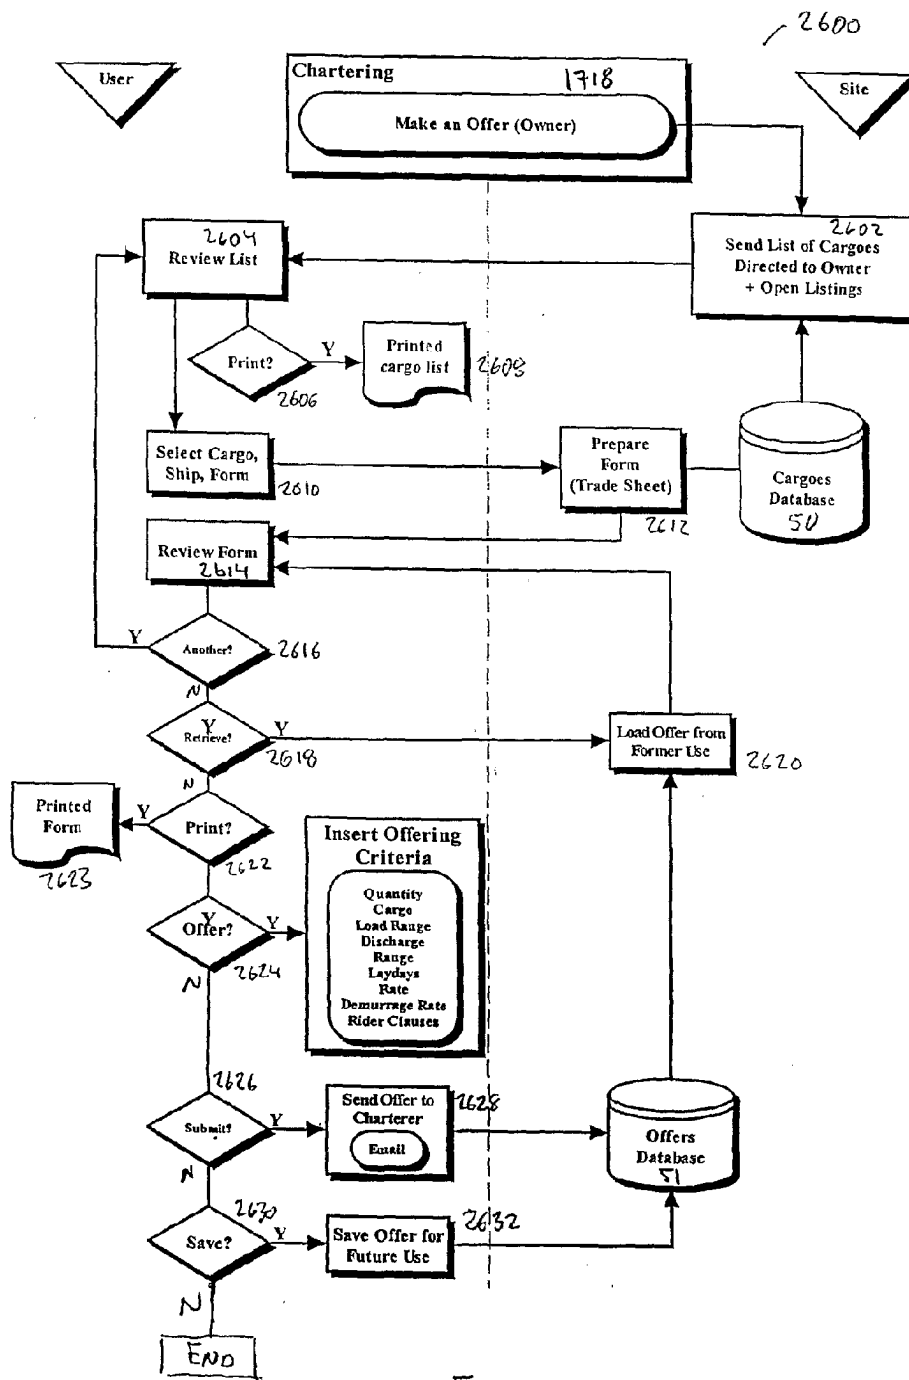 2600
User
Chartering
1718
Make an Offer (Owner)
Site
2602
Send List of Cargoes
Directed to Owner
+ Open Listings
2604
Review List
Print?
Y
2606
Printed
cargo list
2608
Select Cargo,
Ship, Form
2610
Prepare
Form
(Trade Sheet)
2612
Cargoes
Database
50
Review Form
2614
Y
Another?
2616
N
Y
Retrieve?
Y
2618
N
Load Offer from
Former Use
2620
Printed
Form
2623
Y
Print?
2622
Y
Offer?
Y
2624
N
Insert Offering
Criteria
Quantity
Cargo
Load Range
Discharge
Range
Laydays
Rate
Demurrage Rate
Rider Clauses
2626
Submit?
Y
N
Send Offer to
Charterer
Email
2628
Offers
Database
51
2630
Save?
Y
N
Save Offer for
Future Use
2632
END